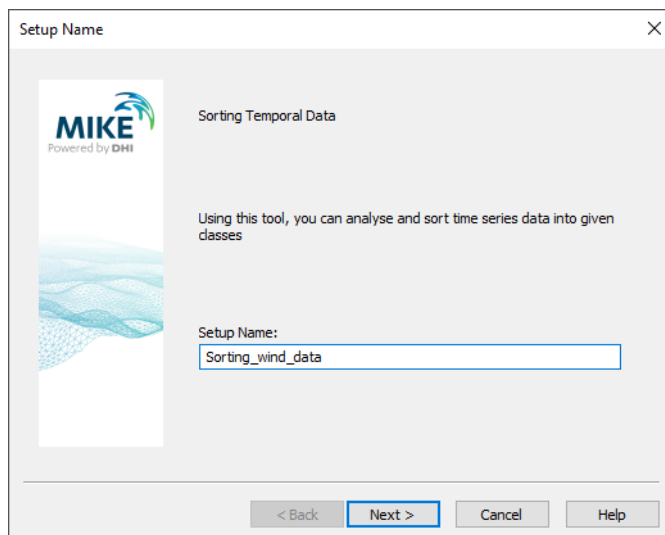 Setup Name
MIKE
Powered by DHI
Sorting Temporal Data
Using this tool, you can analyse and sort time series data into given
classes
Setup Name:
Sorting_wind_data
< Back
Next >
Cancel
Help